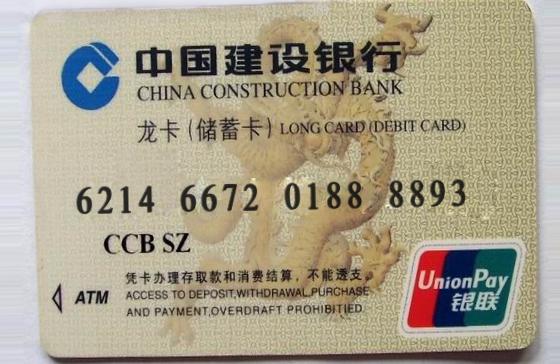 中国建设银行
CHINA CONSTRUCTION BANK
龙卡(储蓄卡) LONG CARD (DEBIT CARD)
6214 6672 0188 8893
CCB SZ
凭卡办理存取款和消费结算，不能透支。
ATM ACCESS TO DEPOSIT,WITHDRAWAL,PURCHASE
AND PAYMENT,OVERDRAFT PROHIBITIED
UnionPay
银联